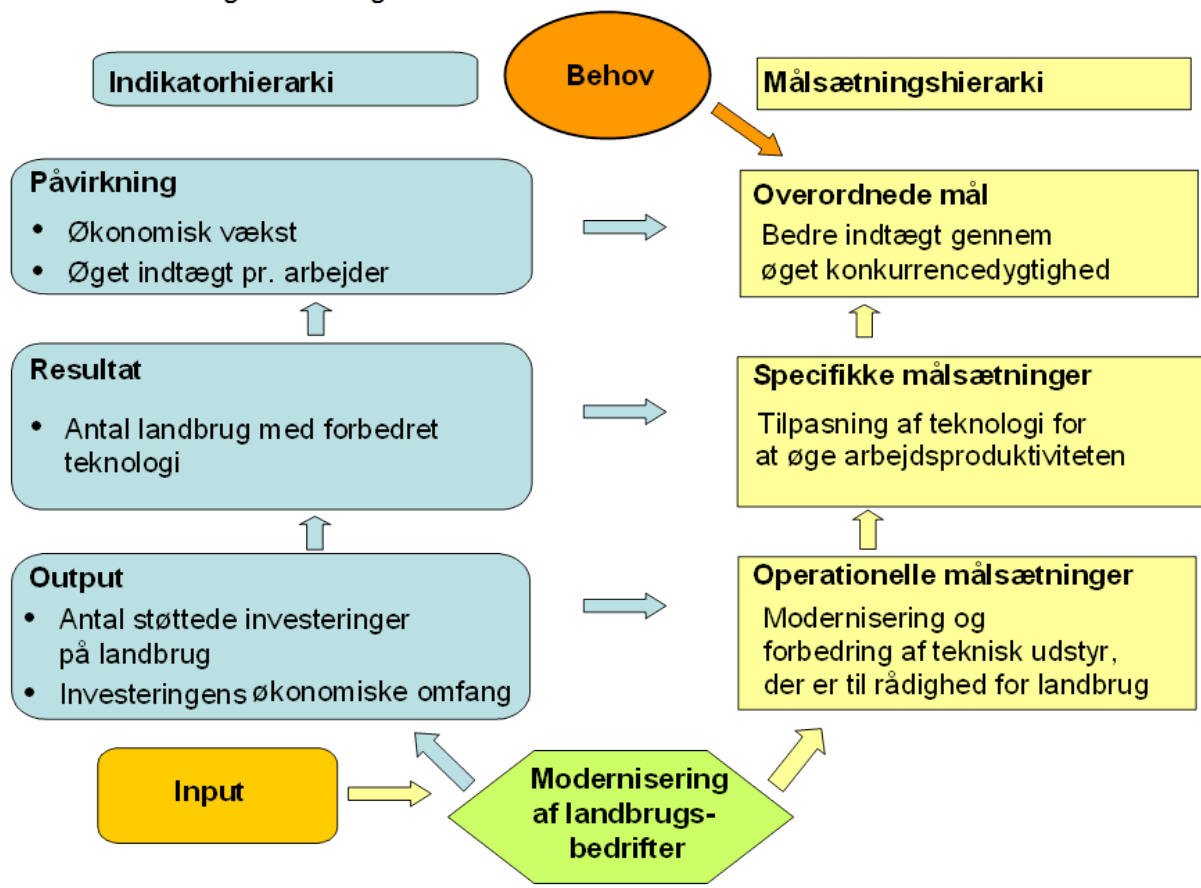 Indikatorhierarki
Behov
Målsætningshierarki
Påvirkning
• Økonomisk vækst
• Øget indtægt pr. arbejder
Overordnede mål
Bedre indtægt gennem
øget konkurrencedygtighed
Resultat
• Antal landbrug med forbedret
teknologi
Specifikke målsætninger
Tilpasning af teknologi for
at øge arbejdsproduktiviteten
Output
• Antal støttede investeringer
på landbrug
• Investeringens økonomiske omfang
Operationelle målsætninger
Modernisering og
forbedring af teknisk udstyr,
der er til rådighed for landbrug
Input
Modernisering
af landbrugs-
bedrifter